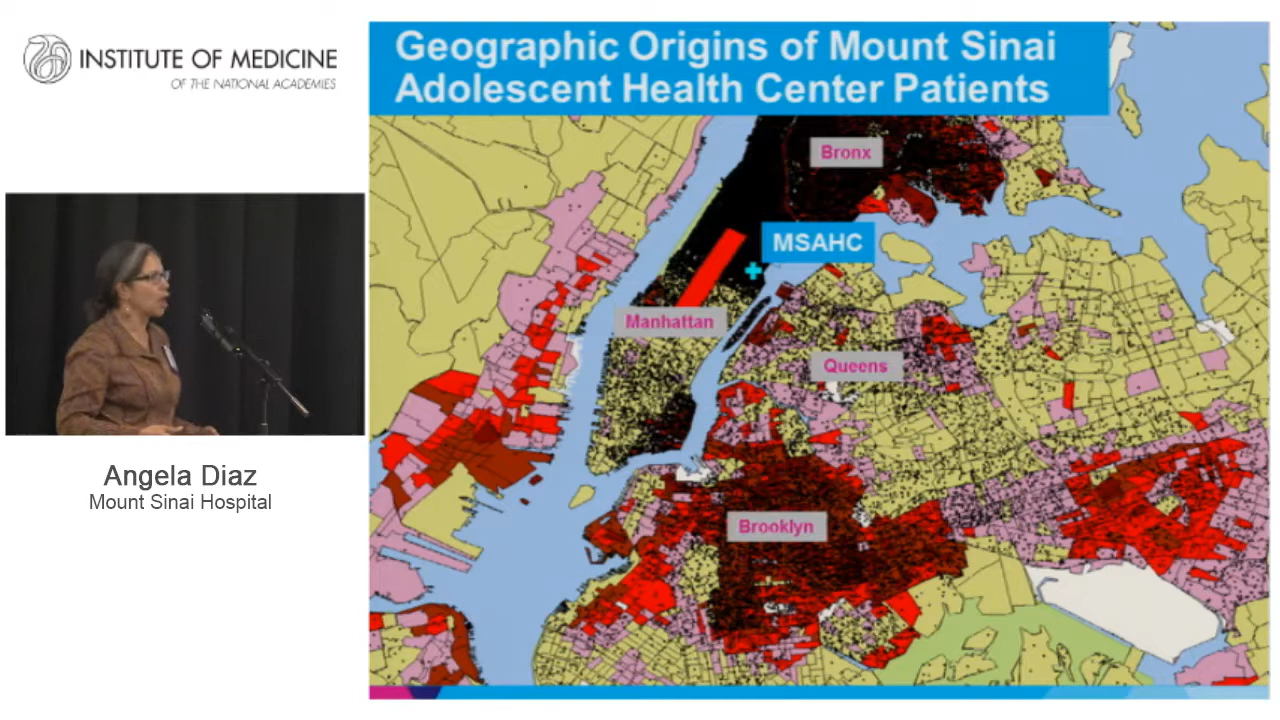 INSTITUTE OF MEDICINE
OF THE NATIONAL ACADEMIES
Geographic Origins of Mount Sinai
Adolescent Health Center Patients
Bronx
MSAHC
Manhattan
Queens
Brooklyn
Angela Diaz
Mount Sinai Hospital